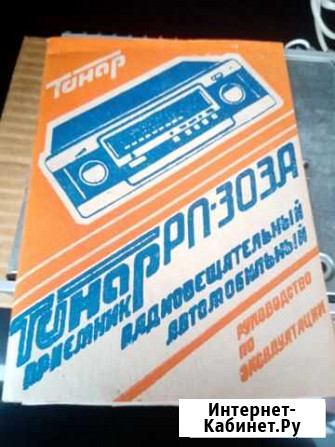 Тонар
РП-303А
Тонар
ПРИЕМНИК
РАДИОВЕЩАТЕЛЬНЫЙ
АВТОМОБИЛЬНЫЙ
РУКОВОДСТВО
ПО
ЭКСПЛУАТАЦИИ
Интернет-
Кабинет.Ру